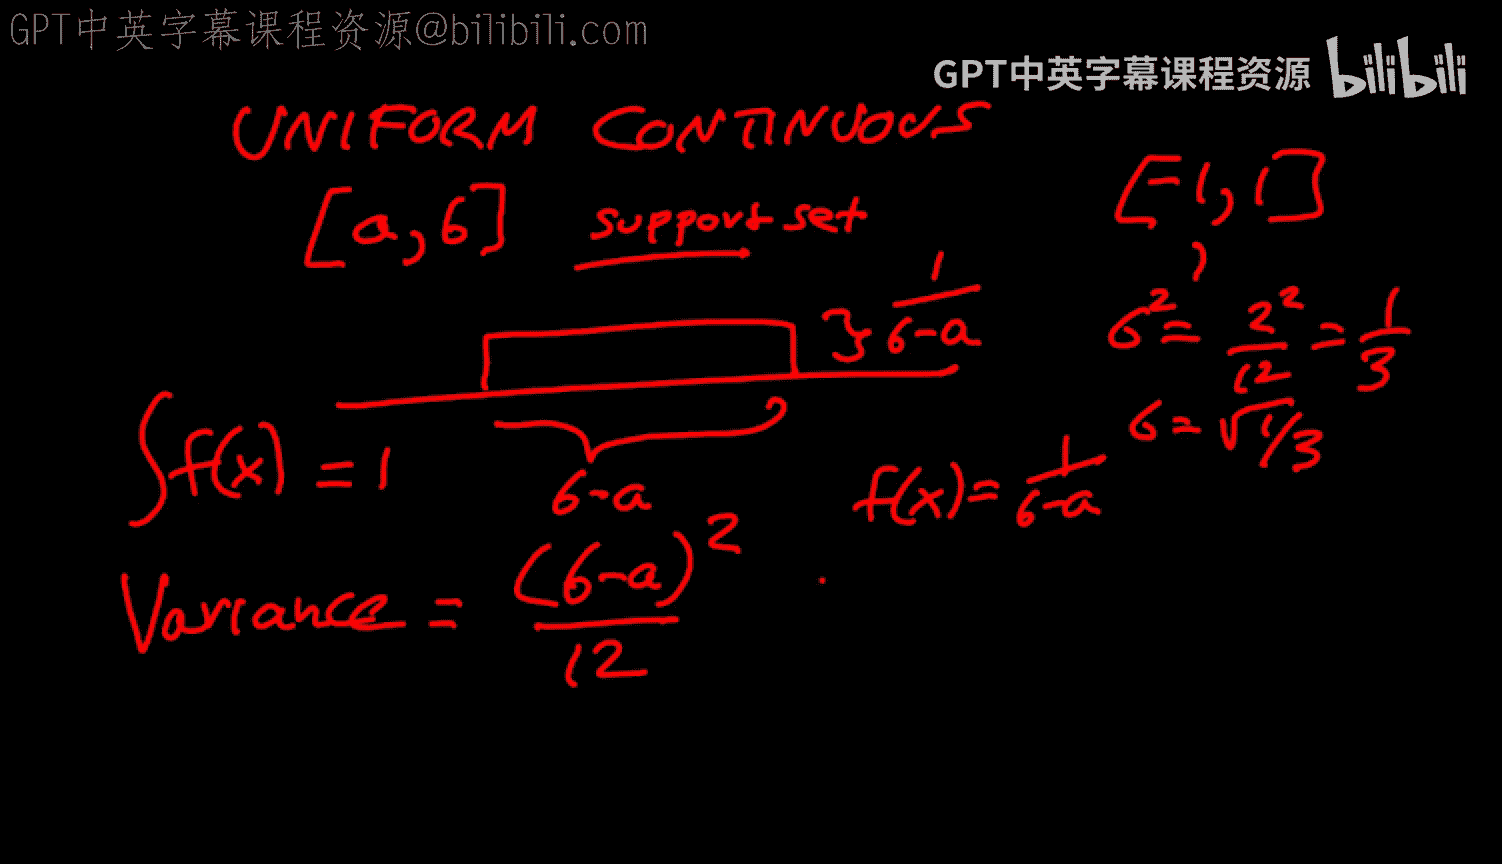 GPT中英字幕课程资源@bilibili.com
GPT中英字幕课程资源 bilibili
UNIFORM CONTINUOUS
[a, b] support set
[-1, 1]
,
} 1/(b-a)
σ² = 2²/12 = 1/3
σ = √1/3
∫f(x) = 1
b-a
f(x) = 1/(b-a)
Variance = (b-a)²/12